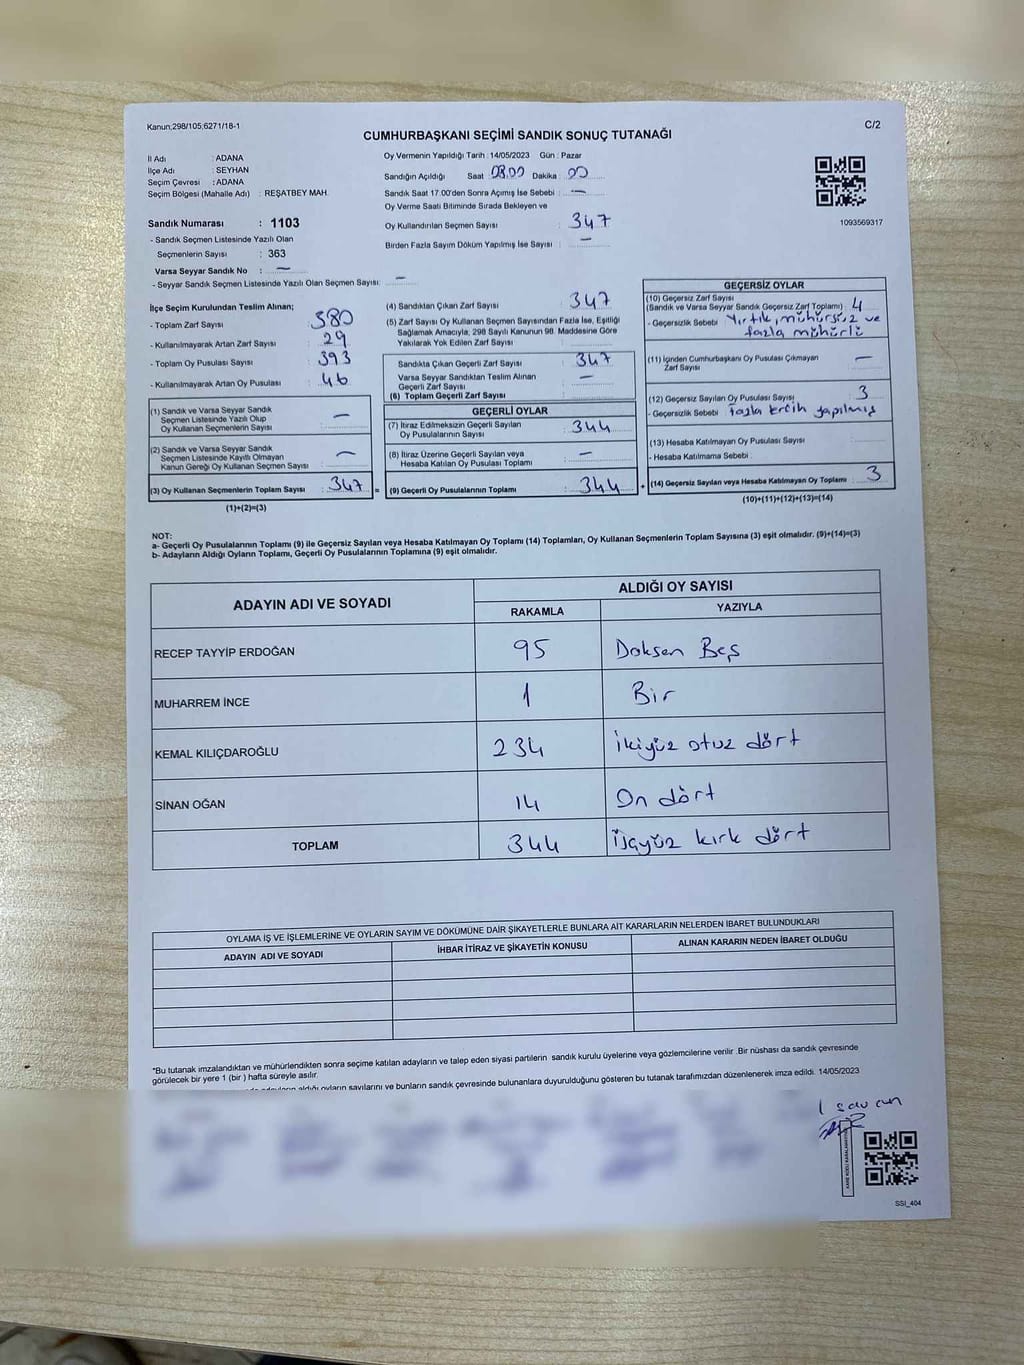 Kanun;298/105;6271/18-1
C/2
CUMHURBAŞKANI SEÇİMİ SANDIK SONUÇ TUTANAĞI
İl Adı : ADANA
İlçe Adı : SEYHAN
Seçim Çevresi : ADANA
Seçim Bölgesi (Mahalle Adı) : REŞATBEY MAH.
Sandık Numarası : 1103
- Sandık Seçmen Listesinde Yazılı Olan
Seçmenlerin Sayısı : 363
Varsa Seyyar Sandık No : —
- Seyyar Sandık Seçmen Listesinde Yazılı Olan Seçmen Sayısı: —
Oy Vermenin Yapıldığı Tarih : 14/05/2023 Gün : Pazar
Sandığın Açıldığı Saat 08.00 Dakika : 00
Sandık Saat 17.00'den Sonra Açımış İse Sebebi : —
Oy Verme Saati Bitiminde Sırada Bekleyen ve
Oy Kullandırılan Seçmen Sayısı : 347
Birden Fazla Sayım Döküm Yapılmış İse Sayısı : —
1093569317
İlçe Seçim Kurulundan Teslim Alınan;
- Toplam Zarf Sayısı : 380
- Kullanılmayarak Artan Zarf Sayısı : 29
- Toplam Oy Pusulası Sayısı : 393
- Kullanılmayarak Artan Oy Pusulası : 46
(1) Sandık ve Varsa Seyyar Sandık
Seçmen Listesinde Yazılı Olup
Oy Kullanan Seçmenlerin Sayısı : —
(2) Sandık ve Varsa Seyyar Sandık
Seçmen Listesinde Kayıtlı Olmayan
Kanun Gereği Oy Kullanan Seçmen Sayısı : —
(3) Oy Kullanan Seçmenlerin Toplam Sayısı : 347 =
(1)+(2)=(3)
(4) Sandıktan Çıkan Zarf Sayısı : 347
(5) Zarf Sayısı Oy Kullanan Seçmen Sayısından Fazla İse, Eşitliği
Sağlamak Amacıyla, 298 Sayılı Kanunun 98. Maddesine Göre
Yakılarak Yok Edilen Zarf Sayısı :
Sandıkta Çıkan Geçerli Zarf Sayısı : 347
Varsa Seyyar Sandıktan Teslim Alınan
Geçerli Zarf Sayısı : —
(6) Toplam Geçerli Zarf Sayısı :
GEÇERLİ OYLAR
(7) İtiraz Edilmeksizin Geçerli Sayılan
Oy Pusulalarının Sayısı : 344
(8) İtiraz Üzerine Geçerli Sayılan veya
Hesaba Katılan Oy Pusulası Toplamı : —
(9) Geçerli Oy Pusulalarının Toplamı : 344 +
GEÇERSİZ OYLAR
(10) Geçersiz Zarf Sayısı
(Sandık ve Varsa Seyyar Sandık Geçersiz Zarf Toplamı) : 4
- Geçersizlik Sebebi : Yırtık, mühürsüz ve
fazla mühürlü
(11) İçinden Cumhurbaşkanı Oy Pusulası Çıkmayan
Zarf Sayısı : —
(12) Geçersiz Sayılan Oy Pusulası Sayısı : 3
- Geçersizlik Sebebi : fazla tercih yapılmış
(13) Hesaba Katılmayan Oy Pusulası Sayısı :
- Hesaba Katılmama Sebebi :
(14) Geçersiz Sayılan veya Hesaba Katılmayan Oy Toplamı : 3
(10)+(11)+(12)+(13)=(14)
NOT:
a- Geçerli Oy Pusulalarının Toplamı (9) ile Geçersiz Sayılan veya Hesaba Katılmayan Oy Toplamı (14) Toplamları, Oy Kullanan Seçmenlerin Toplam Sayısına (3) eşit olmalıdır. (9)+(14)=(3)
b- Adayların Aldığı Oyların Toplamı, Geçerli Oy Pusulalarının Toplamına (9) eşit olmalıdır.
ADAYIN ADI VE SOYADI
ALDIĞI OY SAYISI
RAKAMLA YAZIYLA
RECEP TAYYİP ERDOĞAN 95 Doksan Beş
MUHARREM İNCE 1 Bir
KEMAL KILIÇDAROĞLU 234 İkiyüz otuz dört
SİNAN OĞAN 14 On dört
TOPLAM 344 Üçyüz kırk dört
OYLAMA İŞ VE İŞLEMLERİNE VE OYLARIN SAYIM VE DÖKÜMÜNE DAİR ŞİKAYETLERLE BUNLARA AİT KARARLARIN NELERDEN İBARET BULUNDUKLARI
ADAYIN ADI VE SOYADI İHBAR İTİRAZ VE ŞİKAYETİN KONUSU ALINAN KARARIN NEDEN İBARET OLDUĞU
*Bu tutanak imzalandıktan ve mühürlendikten sonra seçime katılan adayların ve talep eden siyasi partilerin sandık kurulu üyelerine veya gözlemcilerine verilir .Bir nüshası da sandık çevresinde
görülecek bir yere 1 (bir ) hafta süreyle asılır.
aldığı oyların sayılarını ve bunların sandık çevresinde bulunanlara duyurulduğunu gösteren bu tutanak tarafımızdan düzenlenerek imza edildi. 14/05/2023
SSI_404